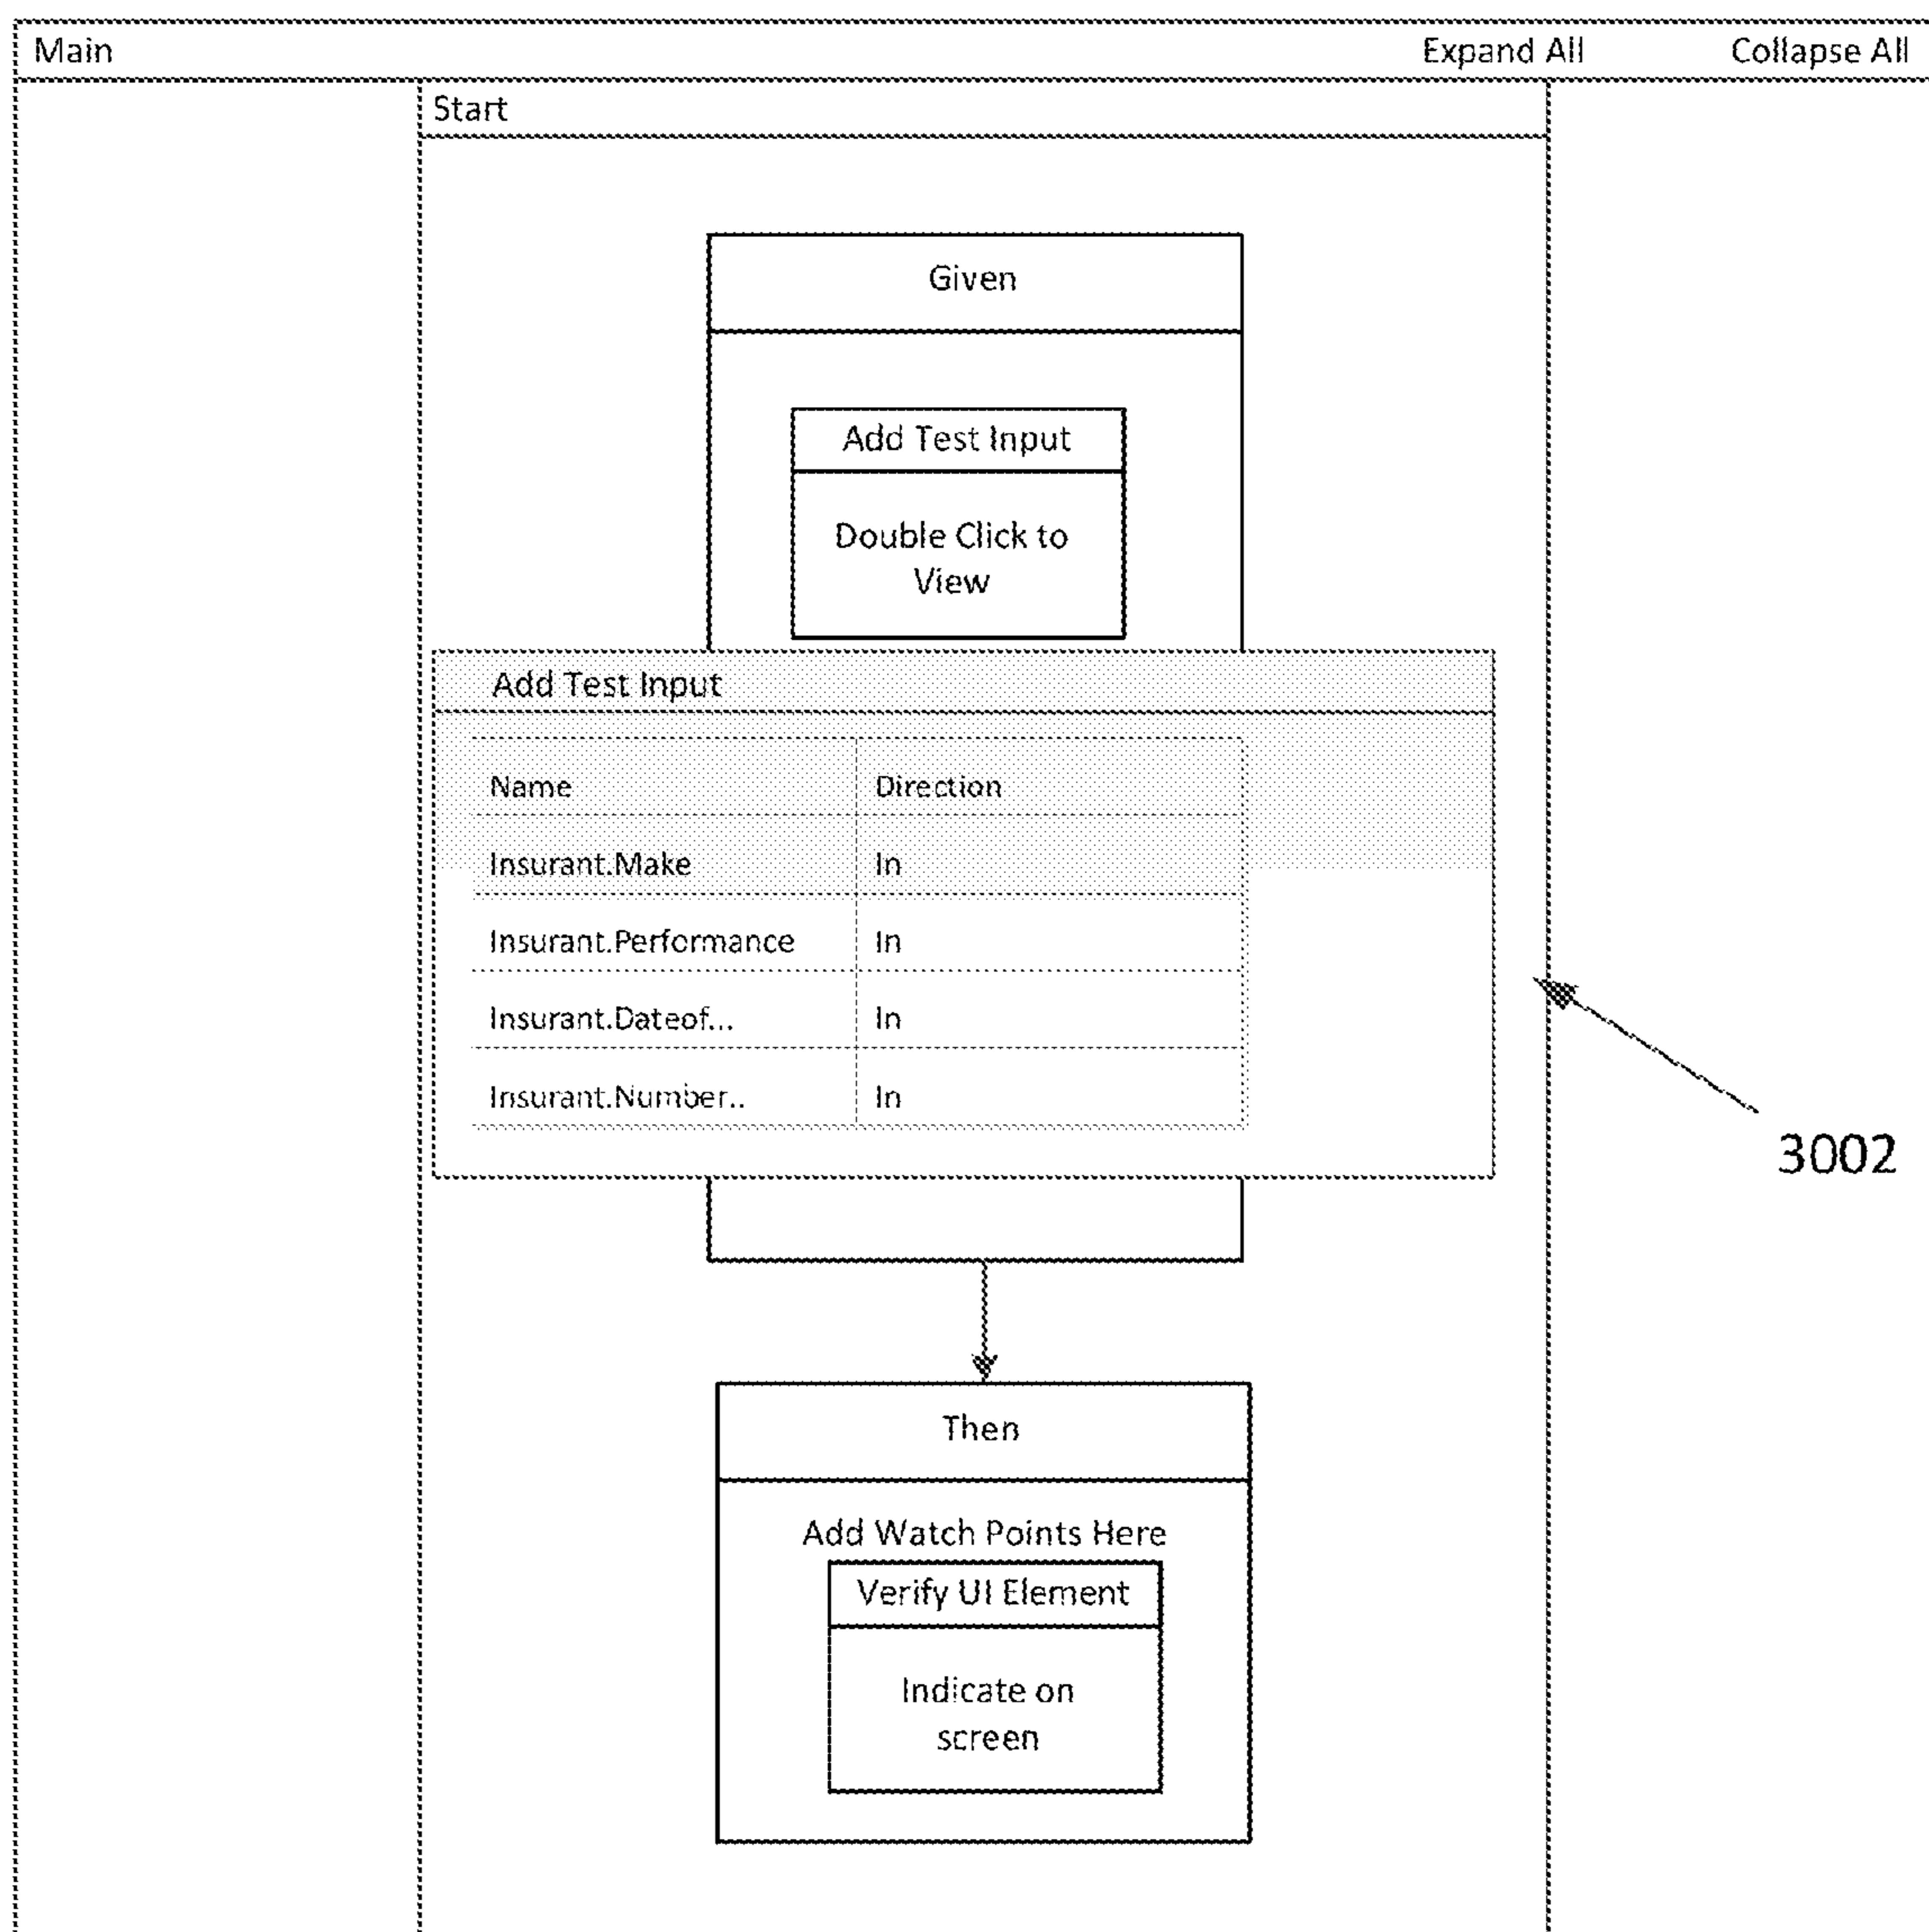 Main Expand All Collapse All
Start
Given
Add Test Input
Double Click to
View
Add Test Input
Name Direction
Insurant.Make In
Insurant.Performance In
Insurant.Dateof... In
Insurant.Number.. In
3002
Then
Add Watch Points Here
Verify UI Element
Indicate on
screen